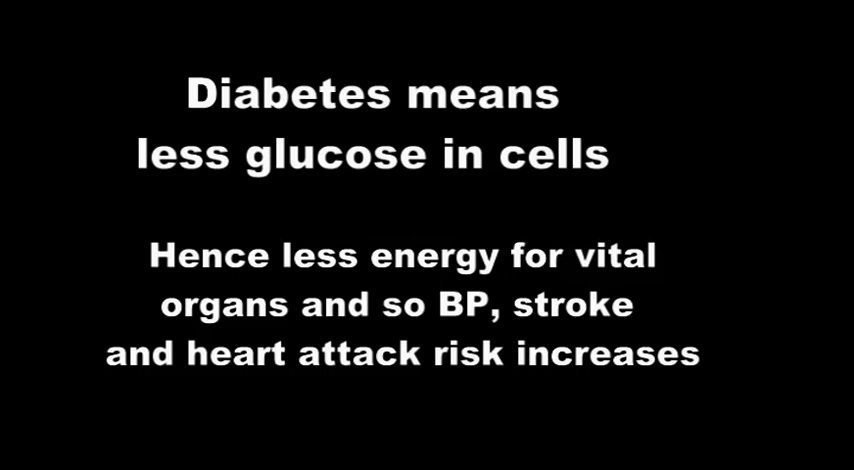 Diabetes means
less glucose in cells
Hence less energy for vital
organs and so BP, stroke
and heart attack risk increases